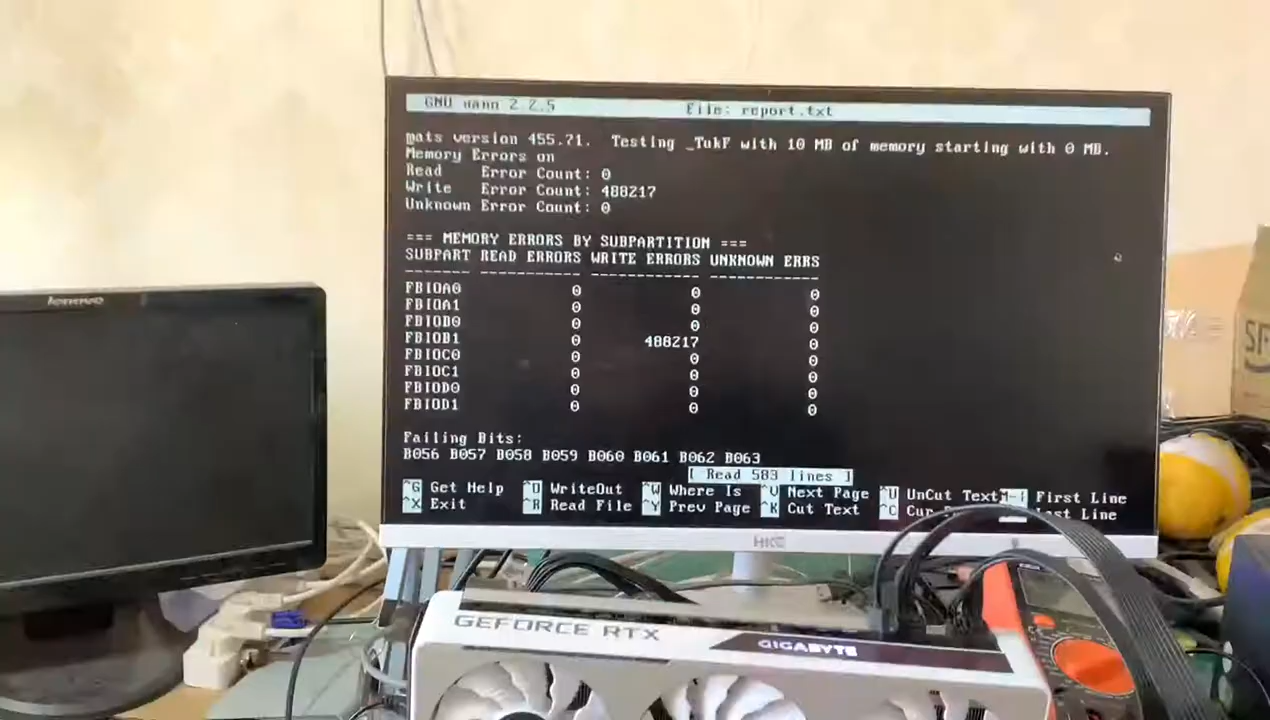 GNU nano 2.2.5 File: report.txt
mats version 455.71. Testing _TukF with 10 MB of memory starting with 0 MB.
Memory Errors on
Read Error Count: 0
Write Error Count: 488217
Unknown Error Count: 0
=== MEMORY ERRORS BY SUBPARTITION ===
SUBPART READ ERRORS WRITE ERRORS UNKNOWN ERRS
------- ----------- ------------ ------------
FBIOA0 0 0 0
FBIOA1 0 0 0
FBIOB0 0 0 0
FBIOB1 0 488217 0
FBIOC0 0 0 0
FBIOC1 0 0 0
FBIOD0 0 0 0
FBIOD1 0 0 0
Failing Bits:
B056 B057 B058 B059 B060 B061 B062 B063
[ Read 583 lines ]
^G Get Help ^O WriteOut ^W Where Is ^V Next Page ^U UnCut Text First Line
^X Exit ^R Read File ^Y Prev Page ^K Cut Text ^C Cur Last Line
lenovo
HKC
GEFORCE RTX
GIGABYTE